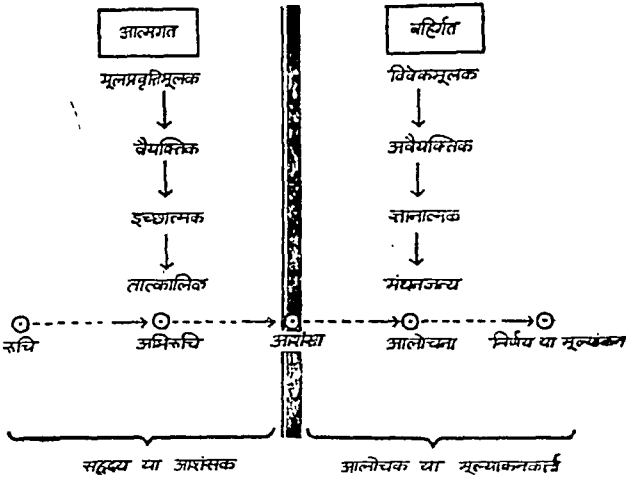 आत्मगत
बहिर्गत
मूलप्रवृत्तिमूलक
विवेकमूलक
वैयक्तिक
अवैयक्तिक
इच्छात्मक
ज्ञानात्मक
तात्कालिक
मंथनजन्य
रुचि
अभिरुचि
आशंसा
आलोचना
निर्णय या मूल्यांकन
सहृदय या आशंसक
आलोचक या मूल्याकनकर्त्ता